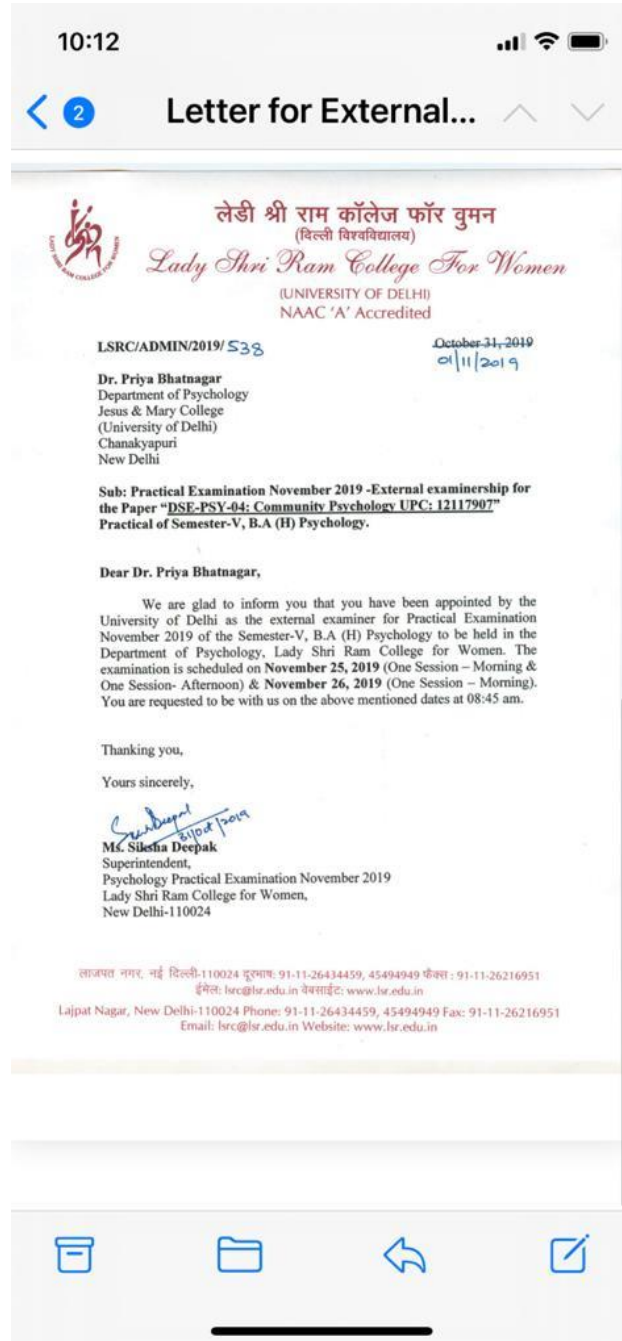 10:12
2
Letter for External...
लेडी श्री राम कॉलेज फॉर वुमन
(दिल्ली विश्वविद्यालय)
Lady Shri Ram College For Women
(UNIVERSITY OF DELHI)
NAAC 'A' Accredited
LADY SHRI RAM COLLEGE FOR WOMEN
LSRC/ADMIN/2019/ 538
October 31, 2019
01/11/2019
Dr. Priya Bhatnagar
Department of Psychology
Jesus & Mary College
(University of Delhi)
Chanakyapuri
New Delhi
Sub: Practical Examination November 2019 -External examinership for
the Paper "DSE-PSY-04: Community Psychology UPC: 12117907"
Practical of Semester-V, B.A (H) Psychology.
Dear Dr. Priya Bhatnagar,
We are glad to inform you that you have been appointed by the
University of Delhi as the external examiner for Practical Examination
November 2019 of the Semester-V, B.A (H) Psychology to be held in the
Department of Psychology, Lady Shri Ram College for Women. The
examination is scheduled on November 25, 2019 (One Session – Morning &
One Session- Afternoon) & November 26, 2019 (One Session – Morning).
You are requested to be with us on the above mentioned dates at 08:45 am.
Thanking you,
Yours sincerely,
31/Oct/2019
Ms. Siksha Deepak
Superintendent,
Psychology Practical Examination November 2019
Lady Shri Ram College for Women,
New Delhi-110024
लाजपत नगर, नई दिल्ली-110024 दूरभाष: 91-11-26434459, 45494949 फैक्स : 91-11-26216951
ईमेल: lsrc@lsr.edu.in वेबसाईट: www.lsr.edu.in
Lajpat Nagar, New Delhi-110024 Phone: 91-11-26434459, 45494949 Fax: 91-11-26216951
Email: lsrc@lsr.edu.in Website: www.lsr.edu.in